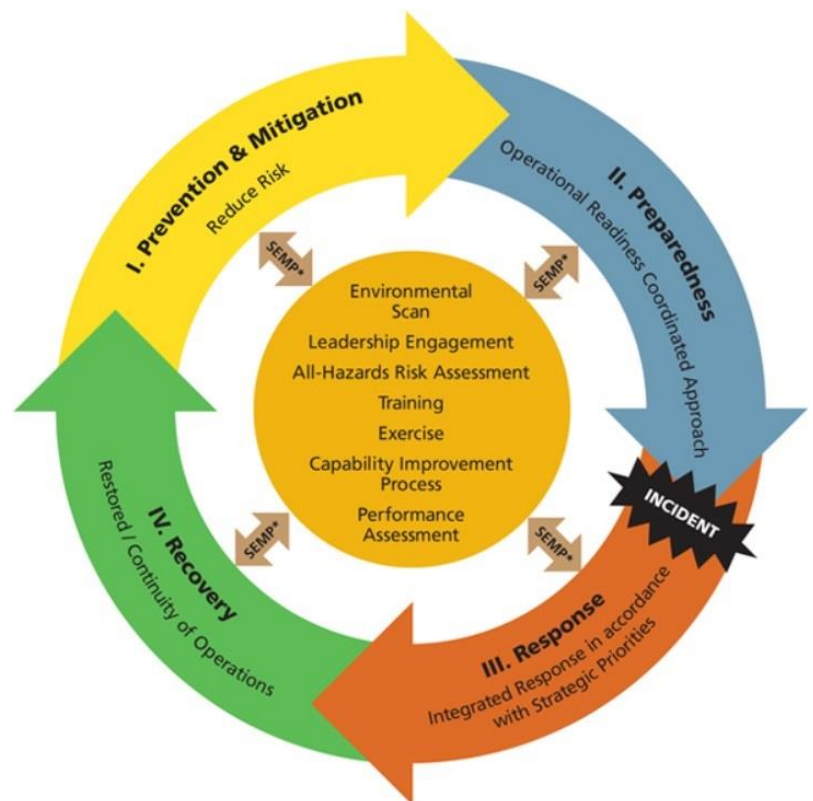 I. Prevention & Mitigation
Reduce Risk
II. Preparedness
Operational Readiness Coordinated Approach
INCIDENT
III. Response
Integrated Response in accordance
with Strategic Priorities
IV. Recovery
Restored / Continuity of Operations
SEMP*
SEMP*
SEMP*
SEMP*
Environmental
Scan
Leadership Engagement
All-Hazards Risk Assessment
Training
Exercise
Capability Improvement
Process
Performance
Assessment